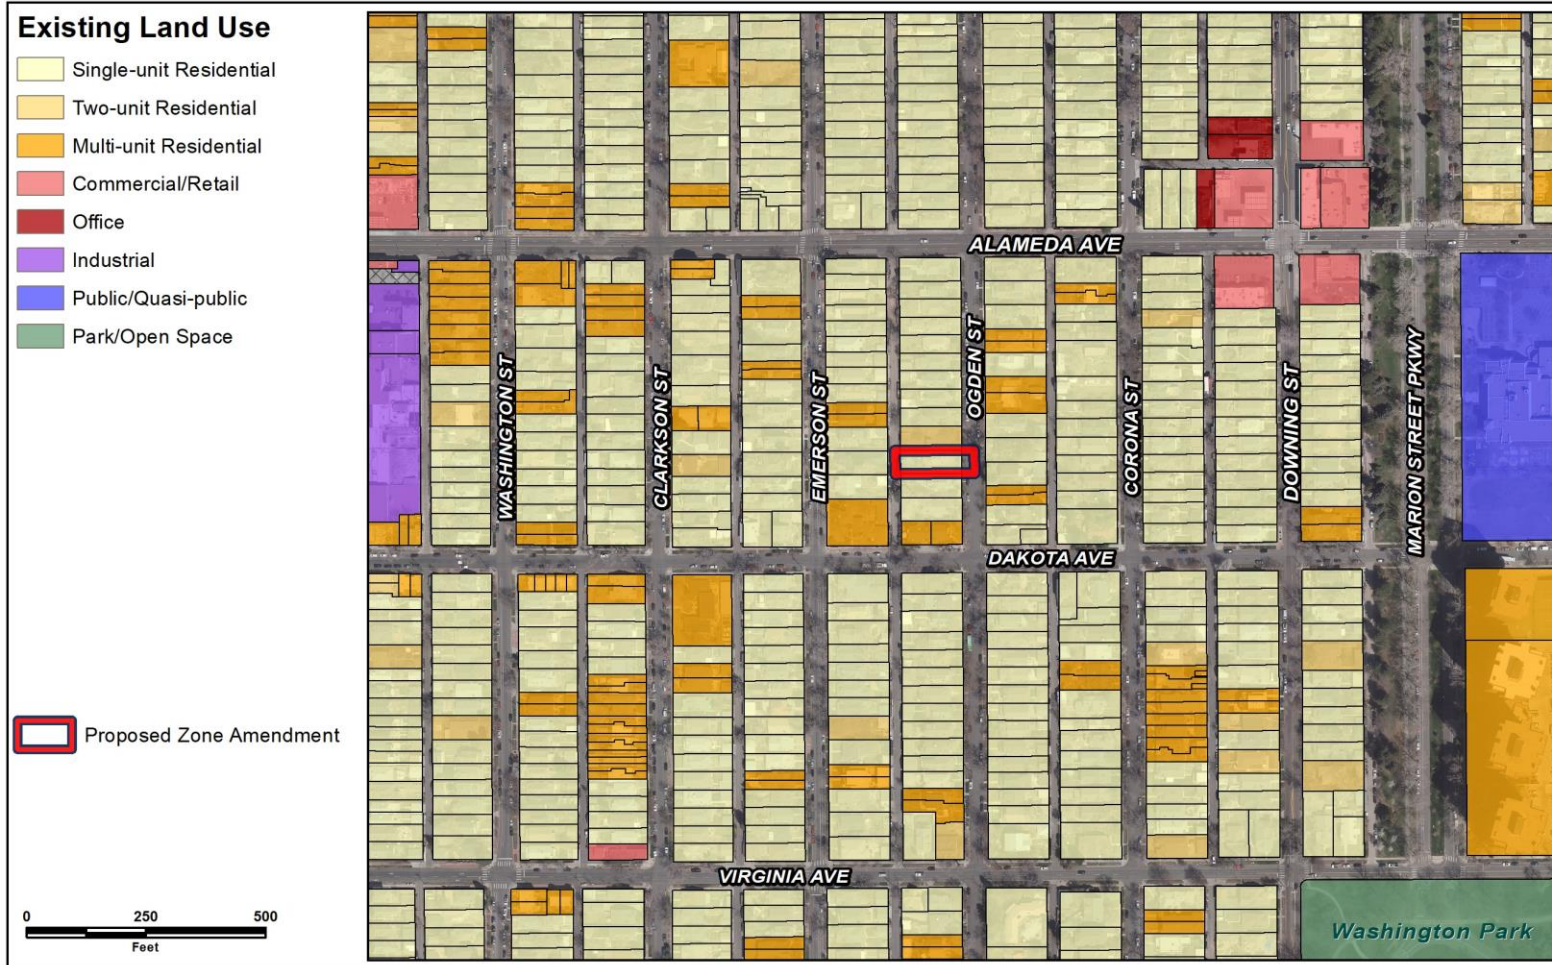 Existing Land Use
Single-unit Residential
Two-unit Residential
Multi-unit Residential
Commercial/Retail
Office
Industrial
Public/Quasi-public
Park/Open Space
Proposed Zone Amendment
0 250 500
Feet
ALAMEDA AVE
WASHINGTON ST
CLARKSON ST
EMERSON ST
OGDEN ST
CORONA ST
DOWNING ST
MARION STREET PKWY
DAKOTA AVE
VIRGINIA AVE
Washington Park